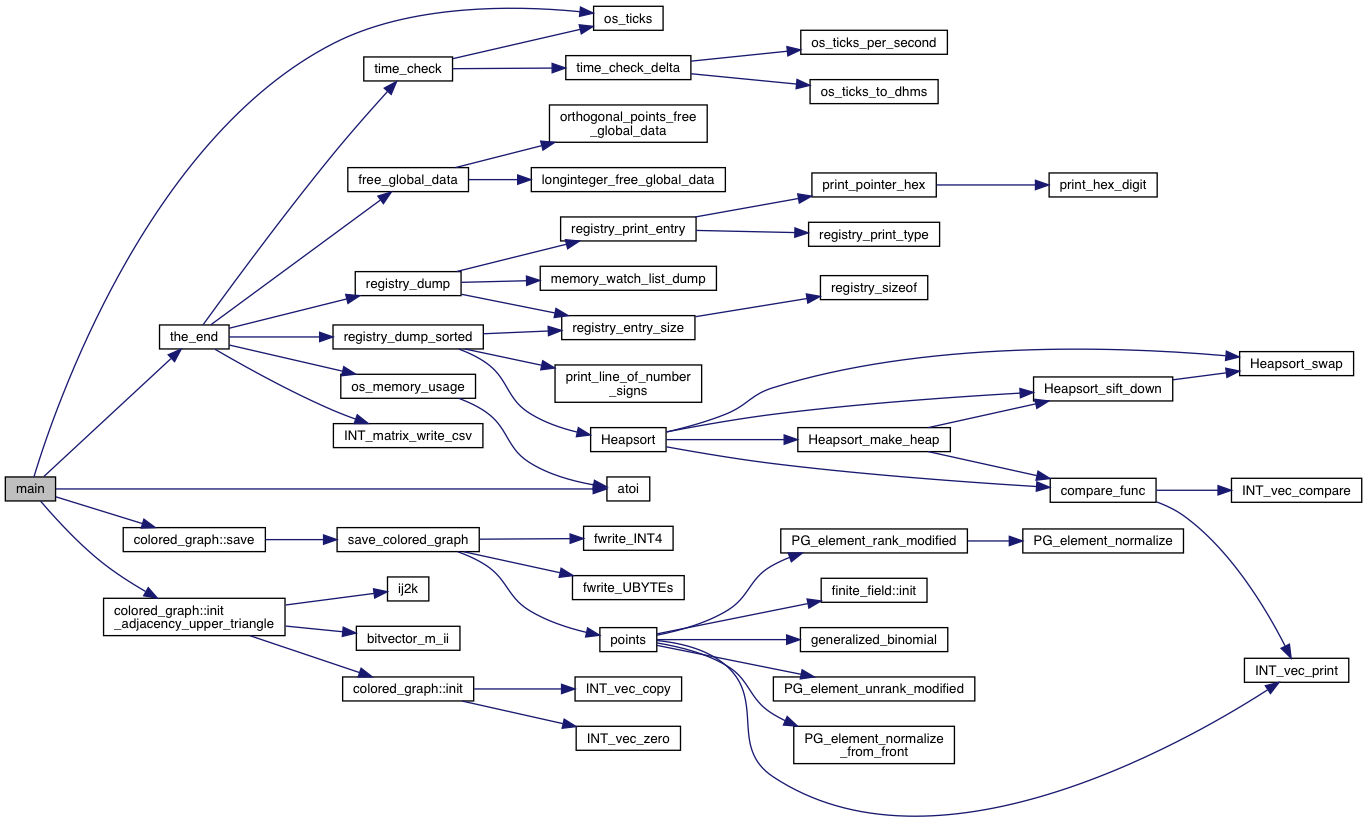 os_ticks
os_ticks_per_second
time_check
time_check_delta
os_ticks_to_dhms
orthogonal_points_free
_global_data
free_global_data
longinteger_free_global_data
print_pointer_hex
print_hex_digit
registry_print_entry
registry_print_type
registry_dump
memory_watch_list_dump
registry_sizeof
registry_entry_size
the_end
registry_dump_sorted
Heapsort_swap
print_line_of_number
_signs
os_memory_usage
Heapsort_sift_down
INT_matrix_write_csv
Heapsort
Heapsort_make_heap
main
atoi
compare_func
INT_vec_compare
colored_graph::save
save_colored_graph
fwrite_INT4
PG_element_rank_modified
PG_element_normalize
fwrite_UBYTEs
finite_field::init
ij2k
colored_graph::init
_adjacency_upper_triangle
bitvector_m_ii
points
generalized_binomial
INT_vec_print
colored_graph::init
INT_vec_copy
PG_element_unrank_modified
INT_vec_zero
PG_element_normalize
_from_front